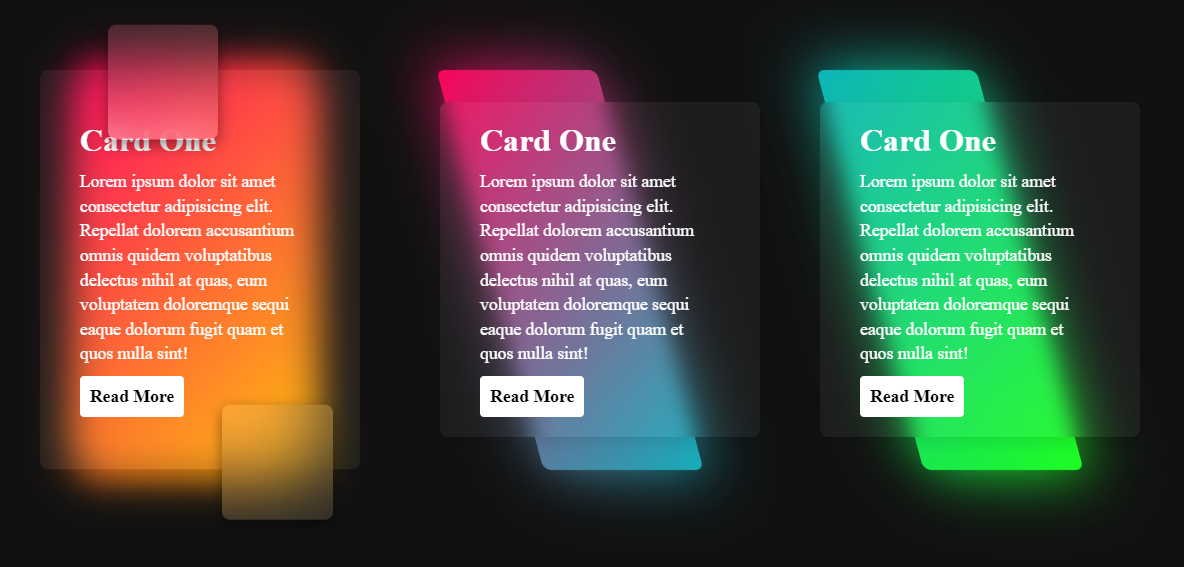 Card One
Lorem ipsum dolor sit amet
consectetur adipisicing elit.
Repellat dolorem accusantium
omnis quidem voluptatibus
delectus nihil at quas, eum
voluptatem doloremque sequi
eaque dolorum fugit quam et
quos nulla sint!
Read More
Card One
Lorem ipsum dolor sit amet
consectetur adipisicing elit.
Repellat dolorem accusantium
omnis quidem voluptatibus
delectus nihil at quas, eum
voluptatem doloremque sequi
eaque dolorum fugit quam et
quos nulla sint!
Read More
Card One
Lorem ipsum dolor sit amet
consectetur adipisicing elit.
Repellat dolorem accusantium
omnis quidem voluptatibus
delectus nihil at quas, eum
voluptatem doloremque sequi
eaque dolorum fugit quam et
quos nulla sint!
Read More